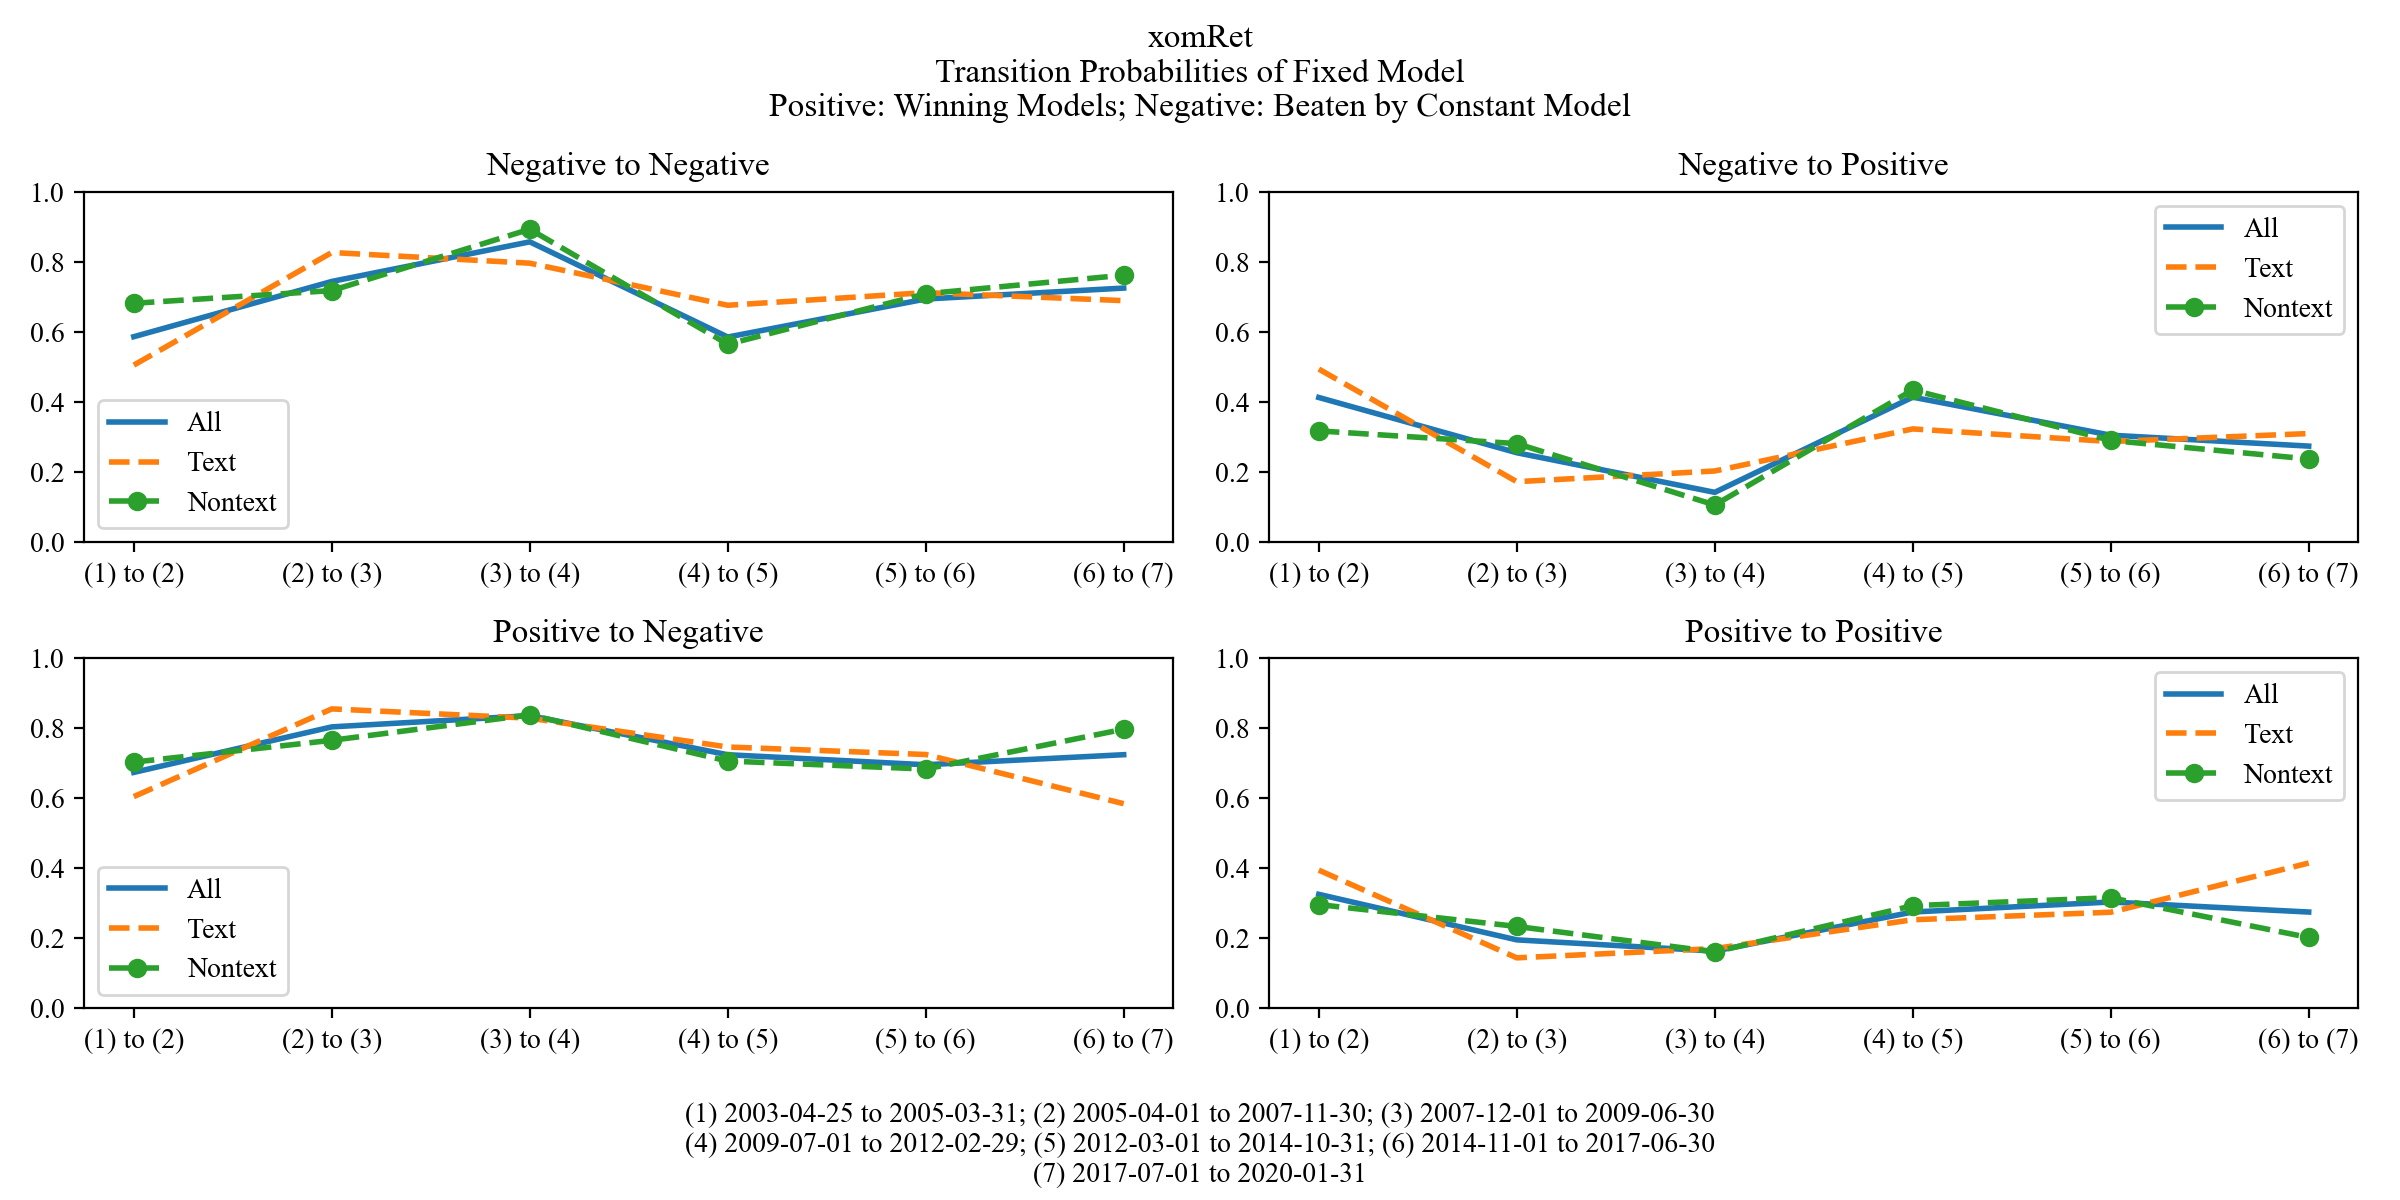 xomRet
Transition Probabilities of Fixed Model
Positive: Winning Models; Negative: Beaten by Constant Model
Negative to Negative
1.0
0.8
0.6
0.4
0.2
0.0
All
Text
Nontext
(1) to (2) (2) to (3) (3) to (4) (4) to (5) (5) to (6) (6) to (7)
Negative to Positive
1.0
0.8
0.6
0.4
0.2
0.0
All
Text
Nontext
(1) to (2) (2) to (3) (3) to (4) (4) to (5) (5) to (6) (6) to (7)
Positive to Negative
1.0
0.8
0.6
0.4
0.2
0.0
All
Text
Nontext
(1) to (2) (2) to (3) (3) to (4) (4) to (5) (5) to (6) (6) to (7)
Positive to Positive
1.0
0.8
0.6
0.4
0.2
0.0
All
Text
Nontext
(1) to (2) (2) to (3) (3) to (4) (4) to (5) (5) to (6) (6) to (7)
(1) 2003-04-25 to 2005-03-31; (2) 2005-04-01 to 2007-11-30; (3) 2007-12-01 to 2009-06-30
(4) 2009-07-01 to 2012-02-29; (5) 2012-03-01 to 2014-10-31; (6) 2014-11-01 to 2017-06-30
(7) 2017-07-01 to 2020-01-31